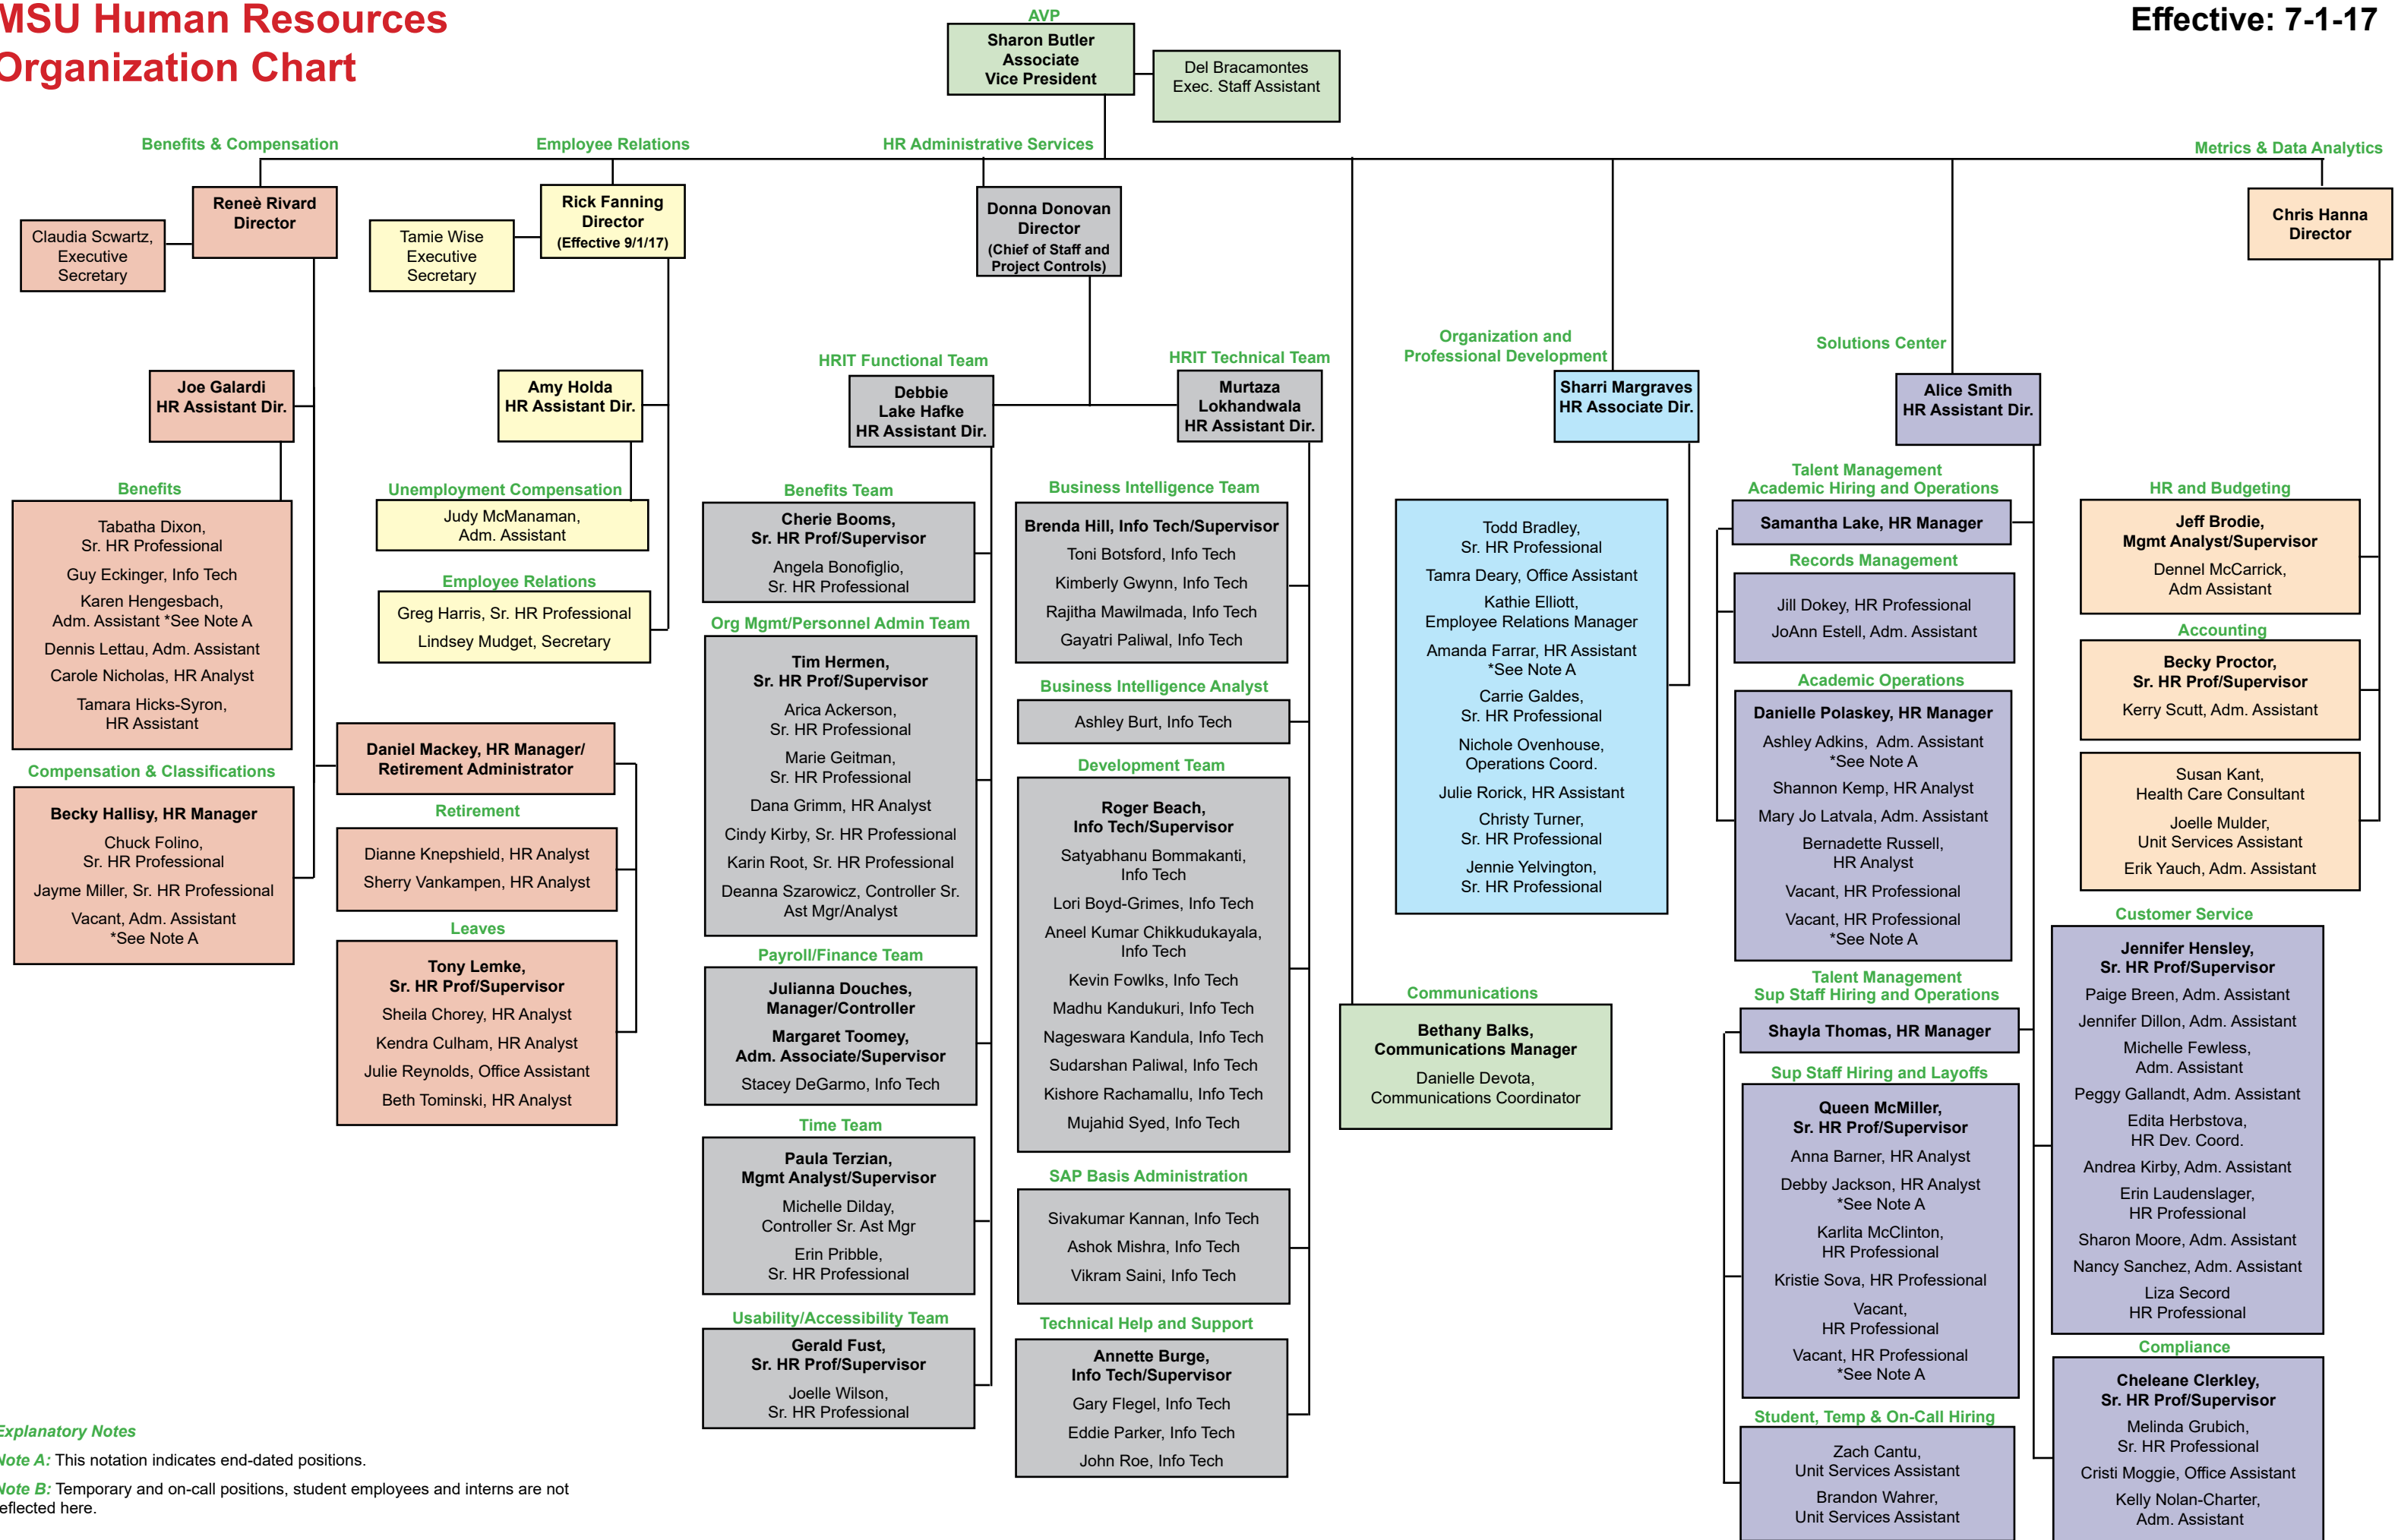 MSU Human Resources
Organization Chart
Effective: 7-1-17
AVP
Sharon Butler
Associate
Vice President
Del Bracamontes
Exec. Staff Assistant
Benefits & Compensation
Employee Relations
HR Administrative Services
Metrics & Data Analytics
Reneè Rivard
Director
Claudia Scwartz,
Executive
Secretary
Rick Fanning
Director
(Effective 9/1/17)
Tamie Wise
Executive
Secretary
Donna Donovan
Director
(Chief of Staff and
Project Controls)
Chris Hanna
Director
Joe Galardi
HR Assistant Dir.
Benefits
Tabatha Dixon,
Sr. HR Professional
Guy Eckinger, Info Tech
Karen Hengesbach,
Adm. Assistant *See Note A
Dennis Lettau, Adm. Assistant
Carole Nicholas, HR Analyst
Tamara Hicks-Syron,
HR Assistant
Compensation & Classifications
Becky Hallisy, HR Manager
Chuck Folino,
Sr. HR Professional
Jayme Miller, Sr. HR Professional
Vacant, Adm. Assistant
*See Note A
Daniel Mackey, HR Manager/
Retirement Administrator
Retirement
Dianne Knepshield, HR Analyst
Sherry Vankampen, HR Analyst
Leaves
Tony Lemke,
Sr. HR Prof/Supervisor
Sheila Chorey, HR Analyst
Kendra Culham, HR Analyst
Julie Reynolds, Office Assistant
Beth Tominski, HR Analyst
Amy Holda
HR Assistant Dir.
Unemployment Compensation
Judy McManaman,
Adm. Assistant
Employee Relations
Greg Harris, Sr. HR Professional
Lindsey Mudget, Secretary
HRIT Functional Team
Debbie
Lake Hafke
HR Assistant Dir.
Benefits Team
Cherie Booms,
Sr. HR Prof/Supervisor
Angela Bonofiglio,
Sr. HR Professional
Org Mgmt/Personnel Admin Team
Tim Hermen,
Sr. HR Prof/Supervisor
Arica Ackerson,
Sr. HR Professional
Marie Geitman,
Sr. HR Professional
Dana Grimm, HR Analyst
Cindy Kirby, Sr. HR Professional
Karin Root, Sr. HR Professional
Deanna Szarowicz, Controller Sr.
Ast Mgr/Analyst
Payroll/Finance Team
Julianna Douches,
Manager/Controller
Margaret Toomey,
Adm. Associate/Supervisor
Stacey DeGarmo, Info Tech
Time Team
Paula Terzian,
Mgmt Analyst/Supervisor
Michelle Dilday,
Controller Sr. Ast Mgr
Erin Pribble,
Sr. HR Professional
Usability/Accessibility Team
Gerald Fust,
Sr. HR Prof/Supervisor
Joelle Wilson,
Sr. HR Professional
HRIT Technical Team
Murtaza
Lokhandwala
HR Assistant Dir.
Business Intelligence Team
Brenda Hill, Info Tech/Supervisor
Toni Botsford, Info Tech
Kimberly Gwynn, Info Tech
Rajitha Mawilmada, Info Tech
Gayatri Paliwal, Info Tech
Business Intelligence Analyst
Ashley Burt, Info Tech
Development Team
Roger Beach,
Info Tech/Supervisor
Satyabhanu Bommakanti,
Info Tech
Lori Boyd-Grimes, Info Tech
Aneel Kumar Chikkudukayala,
Info Tech
Kevin Fowlks, Info Tech
Madhu Kandukuri, Info Tech
Nageswara Kandula, Info Tech
Sudarshan Paliwal, Info Tech
Kishore Rachamallu, Info Tech
Mujahid Syed, Info Tech
SAP Basis Administration
Sivakumar Kannan, Info Tech
Ashok Mishra, Info Tech
Vikram Saini, Info Tech
Technical Help and Support
Annette Burge,
Info Tech/Supervisor
Gary Flegel, Info Tech
Eddie Parker, Info Tech
John Roe, Info Tech
Communications
Bethany Balks,
Communications Manager
Danielle Devota,
Communications Coordinator
Organization and
Professional Development
Sharri Margraves
HR Associate Dir.
Todd Bradley,
Sr. HR Professional
Tamra Deary, Office Assistant
Kathie Elliott,
Employee Relations Manager
Amanda Farrar, HR Assistant
*See Note A
Carrie Galdes,
Sr. HR Professional
Nichole Ovenhouse,
Operations Coord.
Julie Rorick, HR Assistant
Christy Turner,
Sr. HR Professional
Jennie Yelvington,
Sr. HR Professional
Solutions Center
Alice Smith
HR Assistant Dir.
Talent Management
Academic Hiring and Operations
Samantha Lake, HR Manager
Records Management
Jill Dokey, HR Professional
JoAnn Estell, Adm. Assistant
Academic Operations
Danielle Polaskey, HR Manager
Ashley Adkins, Adm. Assistant
*See Note A
Shannon Kemp, HR Analyst
Mary Jo Latvala, Adm. Assistant
Bernadette Russell,
HR Analyst
Vacant, HR Professional
Vacant, HR Professional
*See Note A
Talent Management
Sup Staff Hiring and Operations
Shayla Thomas, HR Manager
Sup Staff Hiring and Layoffs
Queen McMiller,
Sr. HR Prof/Supervisor
Anna Barner, HR Analyst
Debby Jackson, HR Analyst
*See Note A
Karlita McClinton,
HR Professional
Kristie Sova, HR Professional
Vacant,
HR Professional
Vacant, HR Professional
*See Note A
Student, Temp & On-Call Hiring
Zach Cantu,
Unit Services Assistant
Brandon Wahrer,
Unit Services Assistant
HR and Budgeting
Jeff Brodie,
Mgmt Analyst/Supervisor
Dennel McCarrick,
Adm Assistant
Accounting
Becky Proctor,
Sr. HR Prof/Supervisor
Kerry Scutt, Adm. Assistant
Susan Kant,
Health Care Consultant
Joelle Mulder,
Unit Services Assistant
Erik Yauch, Adm. Assistant
Customer Service
Jennifer Hensley,
Sr. HR Prof/Supervisor
Paige Breen, Adm. Assistant
Jennifer Dillon, Adm. Assistant
Michelle Fewless,
Adm. Assistant
Peggy Gallandt, Adm. Assistant
Edita Herbstova,
HR Dev. Coord.
Andrea Kirby, Adm. Assistant
Erin Laudenslager,
HR Professional
Sharon Moore, Adm. Assistant
Nancy Sanchez, Adm. Assistant
Liza Secord
HR Professional
Compliance
Cheleane Clerkley,
Sr. HR Prof/Supervisor
Melinda Grubich,
Sr. HR Professional
Cristi Moggie, Office Assistant
Kelly Nolan-Charter,
Adm. Assistant
Explanatory Notes
Note A: This notation indicates end-dated positions.
Note B: Temporary and on-call positions, student employees and interns are not
reflected here.